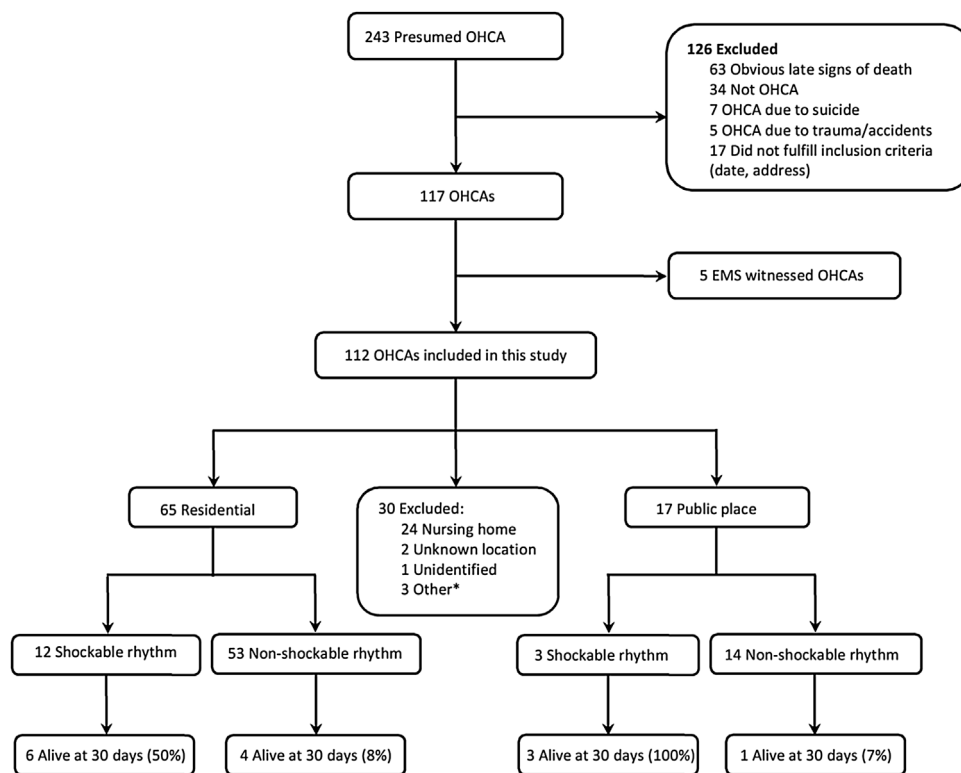 243 Presumed OHCA
126 Excluded
63 Obvious late signs of death
34 Not OHCA
7 OHCA due to suicide
5 OHCA due to trauma/accidents
17 Did not fulfill inclusion criteria
(date, address)
117 OHCAs
5 EMS witnessed OHCAs
112 OHCAs included in this study
65 Residential
30 Excluded:
24 Nursing home
2 Unknown location
1 Unidentified
3 Other*
17 Public place
12 Shockable rhythm
53 Non-shockable rhythm
3 Shockable rhythm
14 Non-shockable rhythm
6 Alive at 30 days (50%)
4 Alive at 30 days (8%)
3 Alive at 30 days (100%)
1 Alive at 30 days (7%)